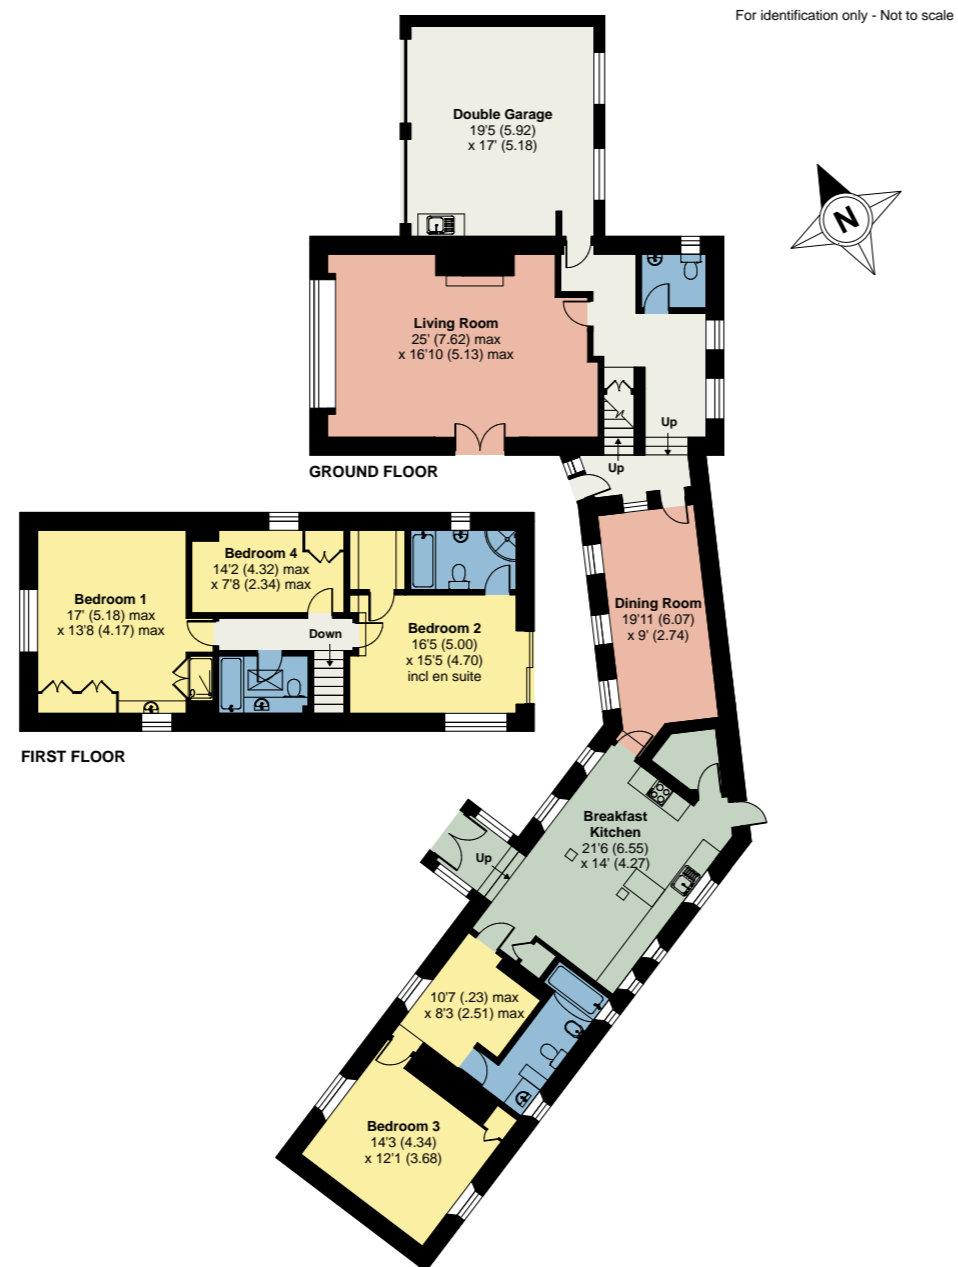 For identification only - Not to scale
Double Garage
19'5 (5.92)
x 17' (5.18)
N
Living Room
25' (7.62) max
x 16'10 (5.13) max
Up
Up
GROUND FLOOR
Bedroom 4
14'2 (4.32) max
x 7'8 (2.34) max
Bedroom 1
17' (5.18) max
x 13'8 (4.17) max
Down
Bedroom 2
16'5 (5.00)
x 15'5 (4.70)
incl en suite
Dining Room
19'11 (6.07)
x 9' (2.74)
FIRST FLOOR
Breakfast
Kitchen
21'6 (6.55)
x 14' (4.27)
Up
10'7 (.23) max
x 8'3 (2.51) max
Bedroom 3
14'3 (4.34)
x 12'1 (3.68)